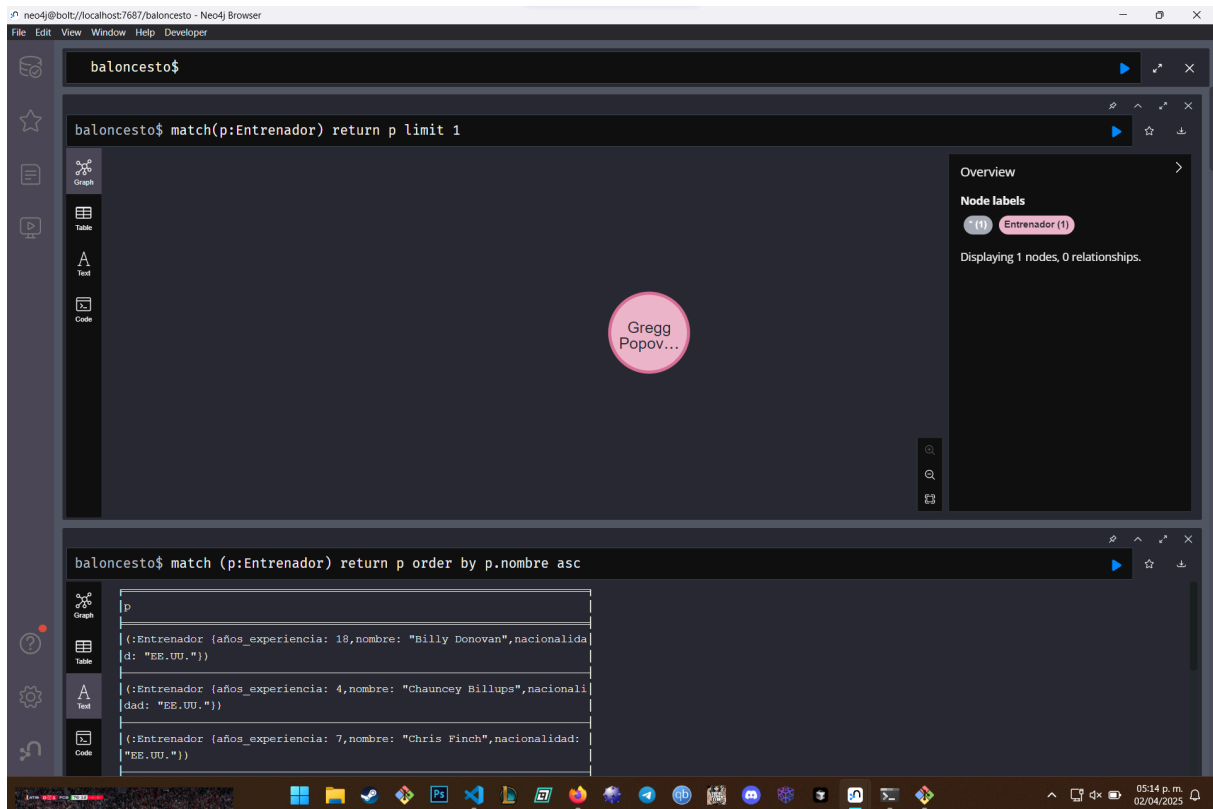 neo4j@bolt://localhost:7687/baloncesto - Neo4j Browser
File Edit View Window Help Developer
baloncesto$
baloncesto$ match(p:Entrenador) return p limit 1
Graph
Table
Text
Code
Gregg
Popov...
Overview
Node labels
* (1) Entrenador (1)
Displaying 1 nodes, 0 relationships.
baloncesto$ match (p:Entrenador) return p order by p.nombre asc
Graph
Table
Text
Code
p
(:Entrenador {años_experiencia: 18,nombre: "Billy Donovan",nacionalida
d: "EE.UU."})
(:Entrenador {años_experiencia: 4,nombre: "Chauncey Billups",nacionali
dad: "EE.UU."})
(:Entrenador {años_experiencia: 7,nombre: "Chris Finch",nacionalidad:
"EE.UU."})
Ps
qb
05:14 p. m.
02/04/2025